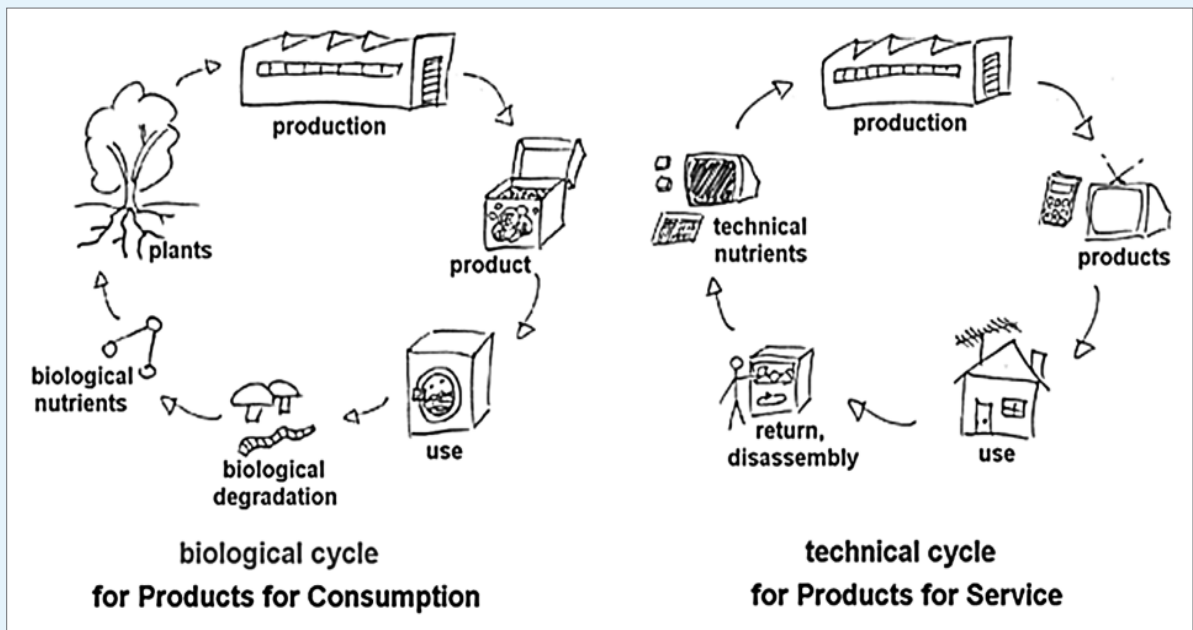 production
product
use
biological
degradation
biological
nutrients
plants
biological cycle
for Products for Consumption
production
products
use
return,
disassembly
technical
nutrients
technical cycle
for Products for Service